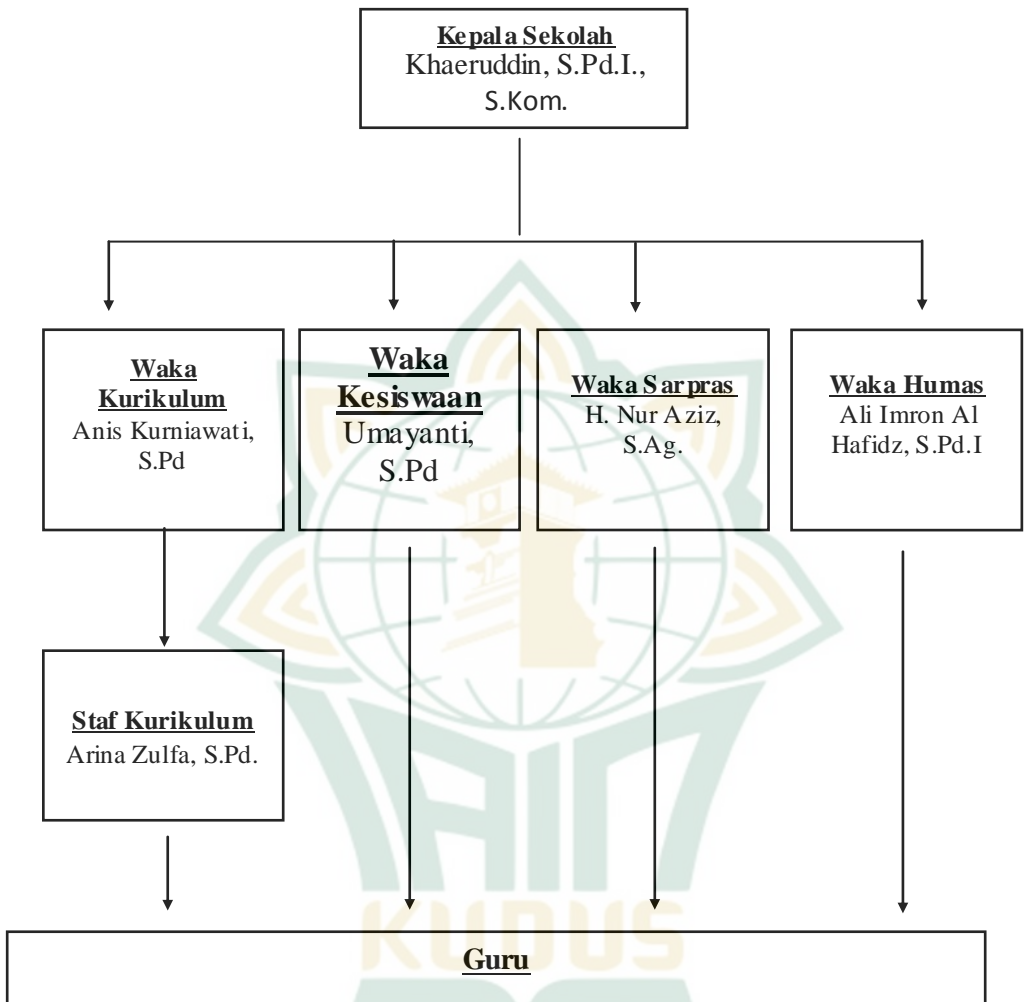 Kepala Sekolah
Khaeruddin, S.Pd.I.,
S.Kom.
Waka
Kurikulum
Anis Kurniawati,
S.Pd
Waka
Kesiswaan
Umayanti,
S.Pd
Waka Sarpras
H. Nur Aziz,
S.Ag.
Waka Humas
Ali Imron Al
Hafidz, S.Pd.I
Staf Kurikulum
Arina Zulfa, S.Pd.
IAIN
KUDUS
Guru